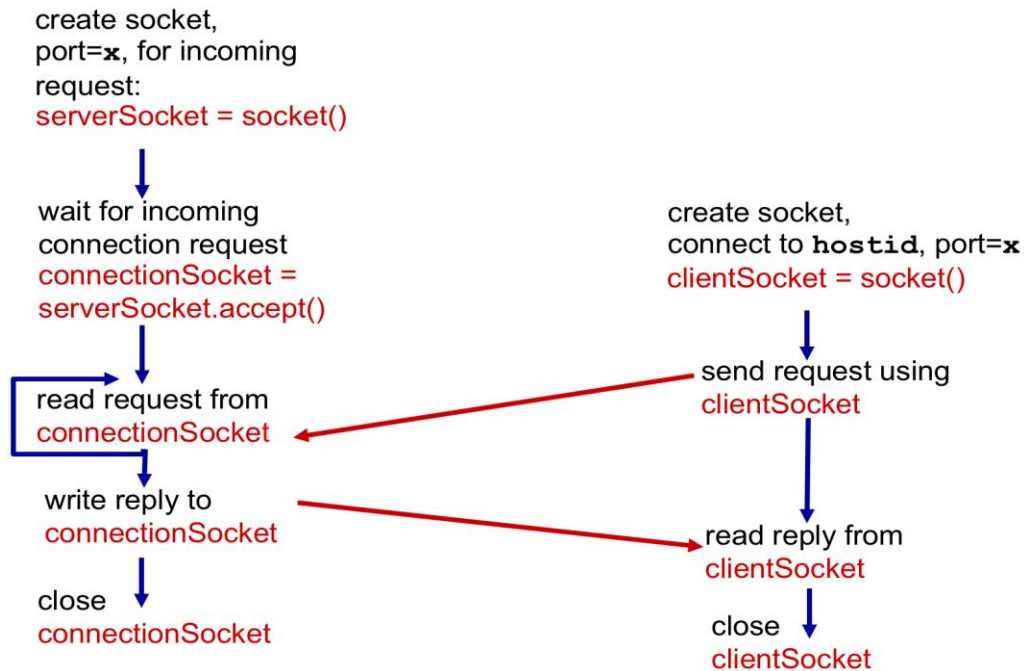 create socket,
port=x, for incoming
request:
serverSocket = socket()
wait for incoming
connection request
connectionSocket =
serverSocket.accept()
read request from
connectionSocket
write reply to
connectionSocket
close
connectionSocket
create socket,
connect to hostid, port=x
clientSocket = socket()
send request using
clientSocket
read reply from
clientSocket
close
clientSocket